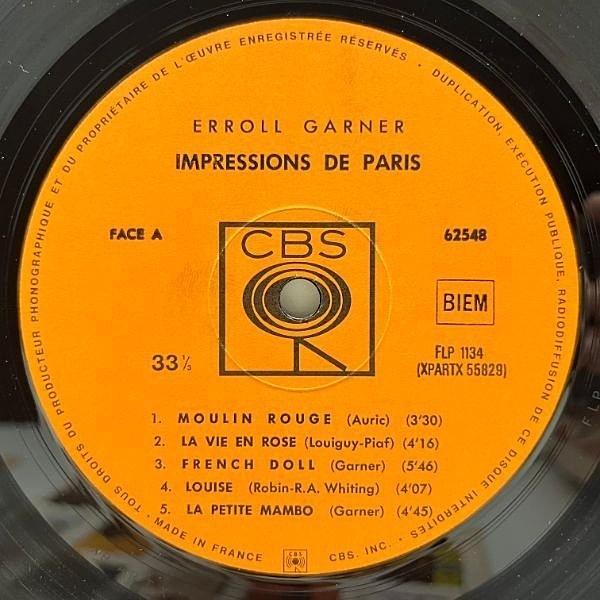 TOUS DROITS DU PRODUCTEUR PHONOGRAPHIQUE ET DU PROPRIÉTAIRE DE L'ŒUVRE ENREGISTRÉE RÉSERVÉS • DUPLICATION, EXÉCUTION PUBLIQUE, RADIODIFFUSION DE CE DISQUE INTERDITES •
ERROLL GARNER
IMPRESSIONS DE PARIS
FACE A
62548
CBS
BIEM
33 ⅓
FLP 1134
(XPARTX 55829)
1. MOULIN ROUGE (Auric) (3'30)
2. LA VIE EN ROSE (Louiguy-Piaf) (4'16)
3. FRENCH DOLL (Garner) (5'46)
4. LOUISE (Robin-R.A. Whiting) (4'07)
5. LA PETITE MAMBO (Garner) (4'45)
MADE IN FRANCE
CBS
CBS. INC.